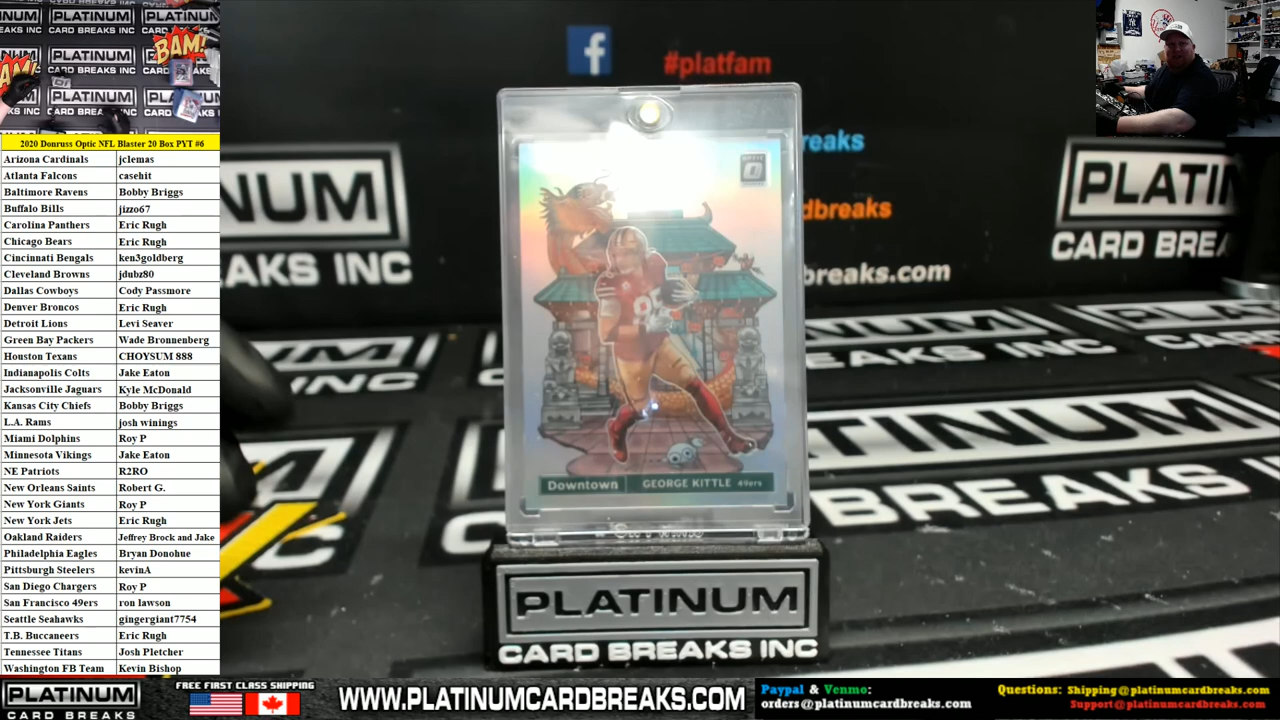 PLATINUM
CARD BREAKS INC
BAM!
2020 Donruss Optic NFL Blaster 20 Box PYT #6
Arizona Cardinals jclemas
Atlanta Falcons casehit
Baltimore Ravens Bobby Briggs
Buffalo Bills jizzo67
Carolina Panthers Eric Rugh
Chicago Bears Eric Rugh
Cincinnati Bengals ken3goldberg
Cleveland Browns jdubz80
Dallas Cowboys Cody Passmore
Denver Broncos Eric Rugh
Detroit Lions Levi Seaver
Green Bay Packers Wade Bronnenberg
Houston Texans CHOYSUM 888
Indianapolis Colts Jake Eaton
Jacksonville Jaguars Kyle McDonald
Kansas City Chiefs Bobby Briggs
L.A. Rams josh winings
Miami Dolphins Roy P
Minnesota Vikings Jake Eaton
NE Patriots R2RO
New Orleans Saints Robert G.
New York Giants Roy P
New York Jets Eric Rugh
Oakland Raiders Jeffrey Brock and Jake
Philadelphia Eagles Bryan Donohue
Pittsburgh Steelers kevinA
San Diego Chargers Roy P
San Francisco 49ers ron lawson
Seattle Seahawks gingergiant7754
T.B. Buccaneers Eric Rugh
Tennessee Titans Josh Pletcher
Washington FB Team Kevin Bishop
#platfam
OPTIC
Downtown GEORGE KITTLE 49ers
PLATINUM
CARD BREAKS INC
PLATINUM
CARD BREAKS
FREE FIRST CLASS SHIPPING
WWW.PLATINUMCARDBREAKS.COM
Paypal & Venmo:
orders@platinumcardbreaks.com
Questions: Shipping@platinumcardbreaks.com
Support@platinumcardbreaks.com